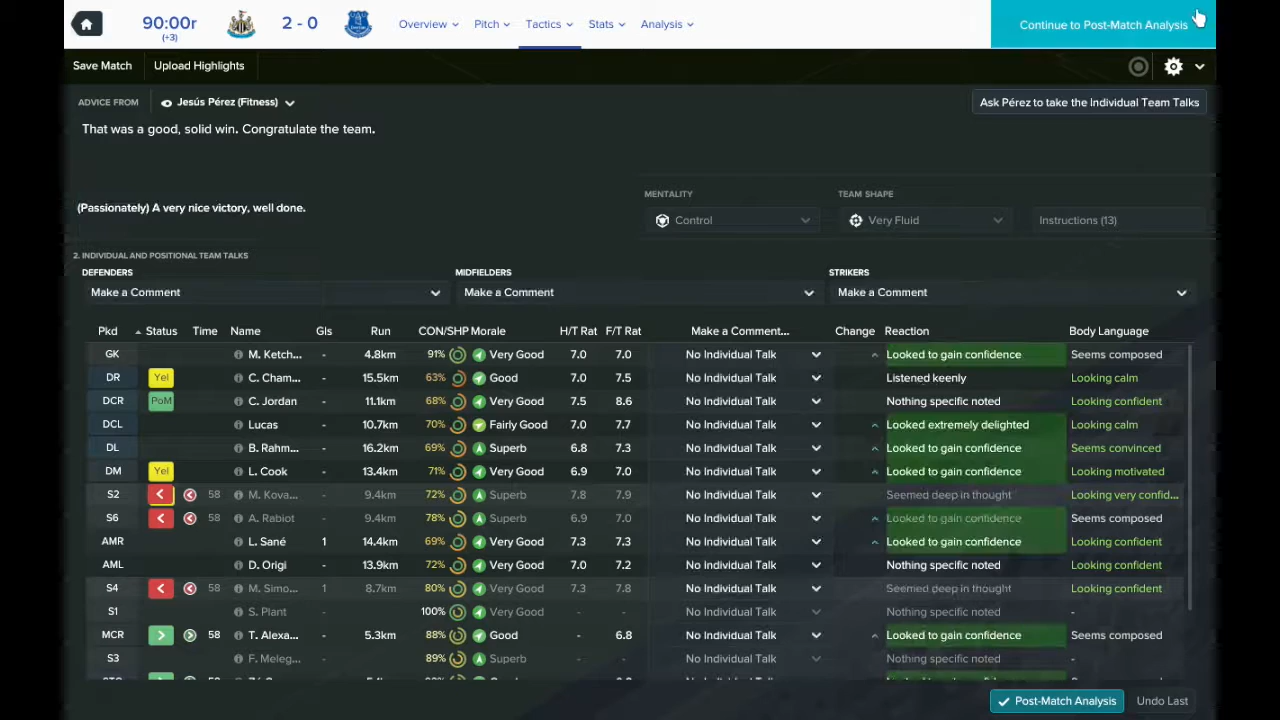 90:00r
(+3)
2 - 0
Overview
Pitch
Tactics
Stats
Analysis
Continue to Post-Match Analysis
Save Match
Upload Highlights
ADVICE FROM
Jesús Pérez (Fitness)
Ask Pérez to take the Individual Team Talks
That was a good, solid win. Congratulate the team.
MENTALITY
TEAM SHAPE
(Passionately) A very nice victory, well done.
Control
Very Fluid
Instructions (13)
2. INDIVIDUAL AND POSITIONAL TEAM TALKS
DEFENDERS
MIDFIELDERS
STRIKERS
Make a Comment
Make a Comment
Make a Comment
Pkd Status Time Name Gls Run CON/SHP Morale H/T Rat F/T Rat Make a Comment... Change Reaction Body Language
GK M. Ketch... - 4.8km 91% Very Good 7.0 7.0 No Individual Talk Looked to gain confidence Seems composed
DR Yel C. Cham... - 15.5km 63% Good 7.0 7.5 No Individual Talk Listened keenly Looking calm
DCR PoM C. Jordan - 11.1km 68% Very Good 7.5 8.6 No Individual Talk Nothing specific noted Looking confident
DCL Lucas - 10.7km 70% Fairly Good 7.0 7.7 No Individual Talk Looked extremely delighted Looking calm
DL B. Rahm... - 16.2km 69% Superb 6.8 7.3 No Individual Talk Looked to gain confidence Seems convinced
DM Yel L. Cook - 13.4km 71% Very Good 6.9 7.0 No Individual Talk Looked to gain confidence Looking motivated
S2 58 M. Kova... - 9.4km 72% Superb 7.8 7.9 No Individual Talk Seemed deep in thought Looking very confid...
S6 58 A. Rabiot - 9.4km 78% Superb 6.9 7.0 No Individual Talk Looked to gain confidence Seems composed
AMR L. Sané 1 14.4km 69% Very Good 7.3 7.3 No Individual Talk Looked to gain confidence Looking confident
AML D. Origi - 13.9km 72% Very Good 7.0 7.2 No Individual Talk Nothing specific noted Looking confident
S4 58 M. Simo... 1 8.7km 80% Very Good 7.3 7.8 No Individual Talk Seemed deep in thought Looking confident
S1 S. Plant - 100% Very Good - - No Individual Talk Nothing specific noted -
MCR 58 T. Alexa... - 5.3km 88% Good - 6.8 No Individual Talk Looked to gain confidence Seems composed
S3 F. Meleg... - 89% Superb - - No Individual Talk Nothing specific noted -
Post-Match Analysis
Undo Last